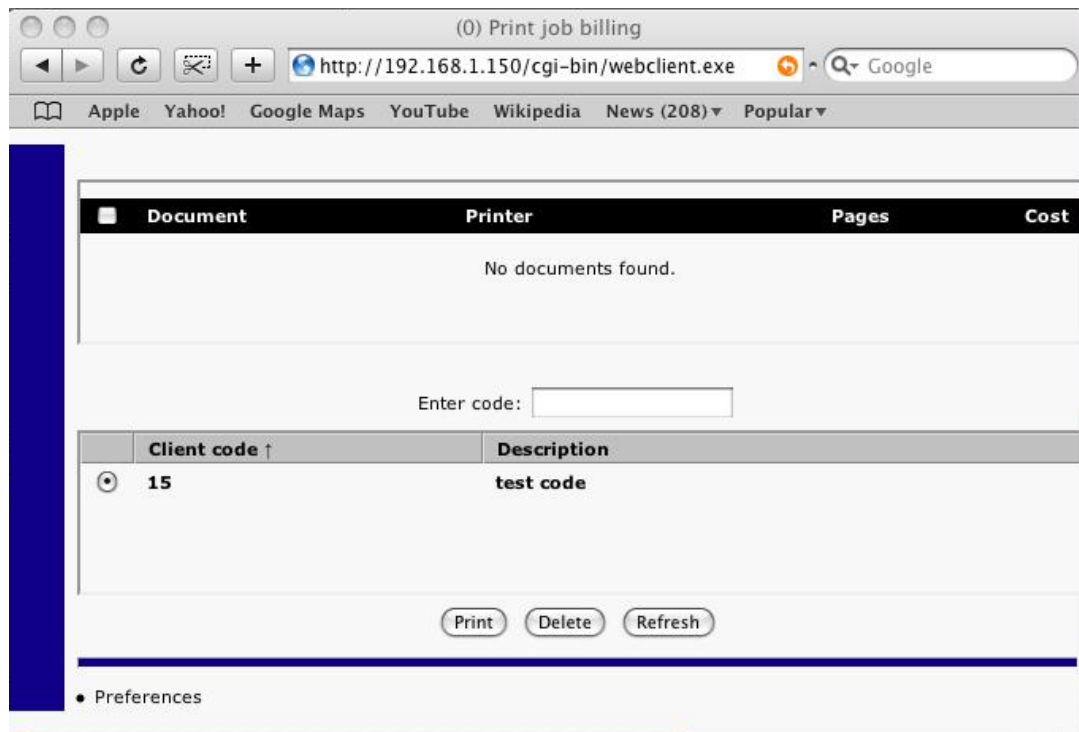 (0) Print job billing
http://192.168.1.150/cgi-bin/webclient.exe Google
Apple Yahoo! Google Maps YouTube Wikipedia News (208) Popular
Document Printer Pages Cost
No documents found.
Enter code:
Client code ↑ Description
15 test code
Print Delete Refresh
• Preferences